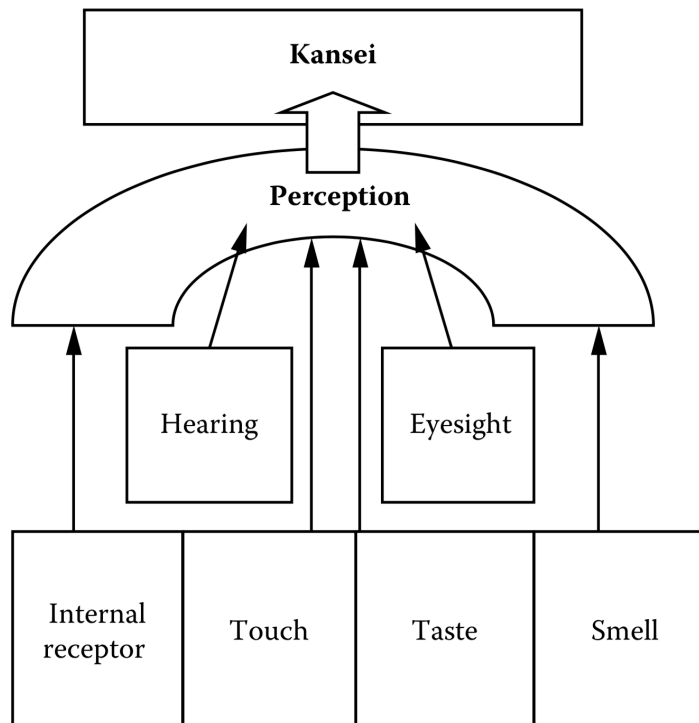 Kansei
Perception
Hearing
Eyesight
Internal
receptor
Touch
Taste
Smell